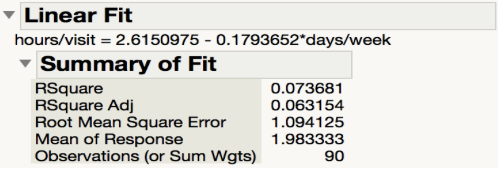 Linear Fit
hours/visit = 2.6150975 - 0.1793652*days/week
Summary of Fit
RSquare 0.073681
RSquare Adj 0.063154
Root Mean Square Error 1.094125
Mean of Response 1.983333
Observations (or Sum Wgts) 90